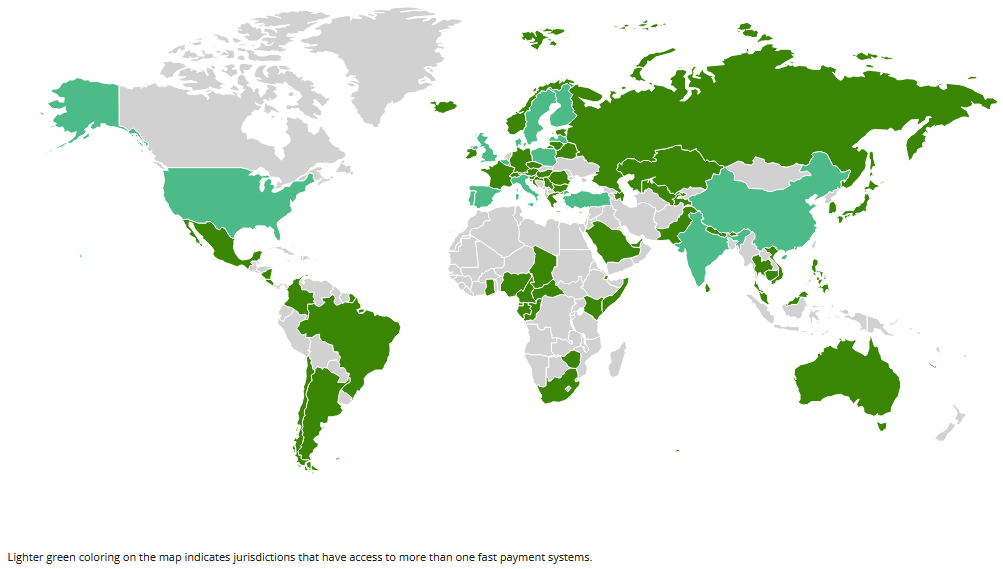 Lighter green coloring on the map indicates jurisdictions that have access to more than one fast payment systems.